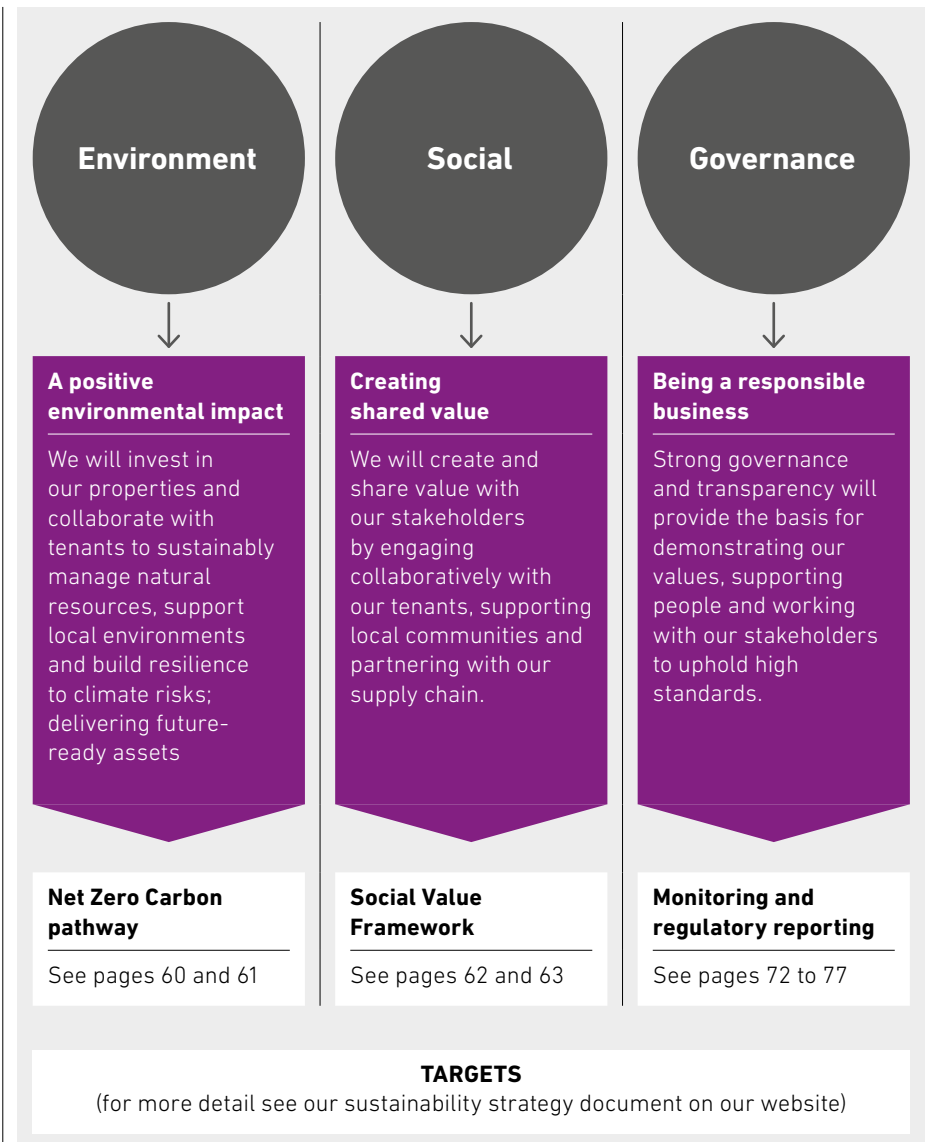 Environment
Social
Governance
A positive
environmental impact
We will invest in
our properties and
collaborate with
tenants to sustainably
manage natural
resources, support
local environments
and build resilience
to climate risks;
delivering future-
ready assets
Creating
shared value
We will create and
share value with
our stakeholders
by engaging
collaboratively with
our tenants, supporting
local communities and
partnering with our
supply chain.
Being a responsible
business
Strong governance
and transparency will
provide the basis for
demonstrating our
values, supporting
people and working
with our stakeholders
to uphold high
standards.
Net Zero Carbon
pathway
See pages 60 and 61
Social Value
Framework
See pages 62 and 63
Monitoring and
regulatory reporting
See pages 72 to 77
TARGETS
(for more detail see our sustainability strategy document on our website)